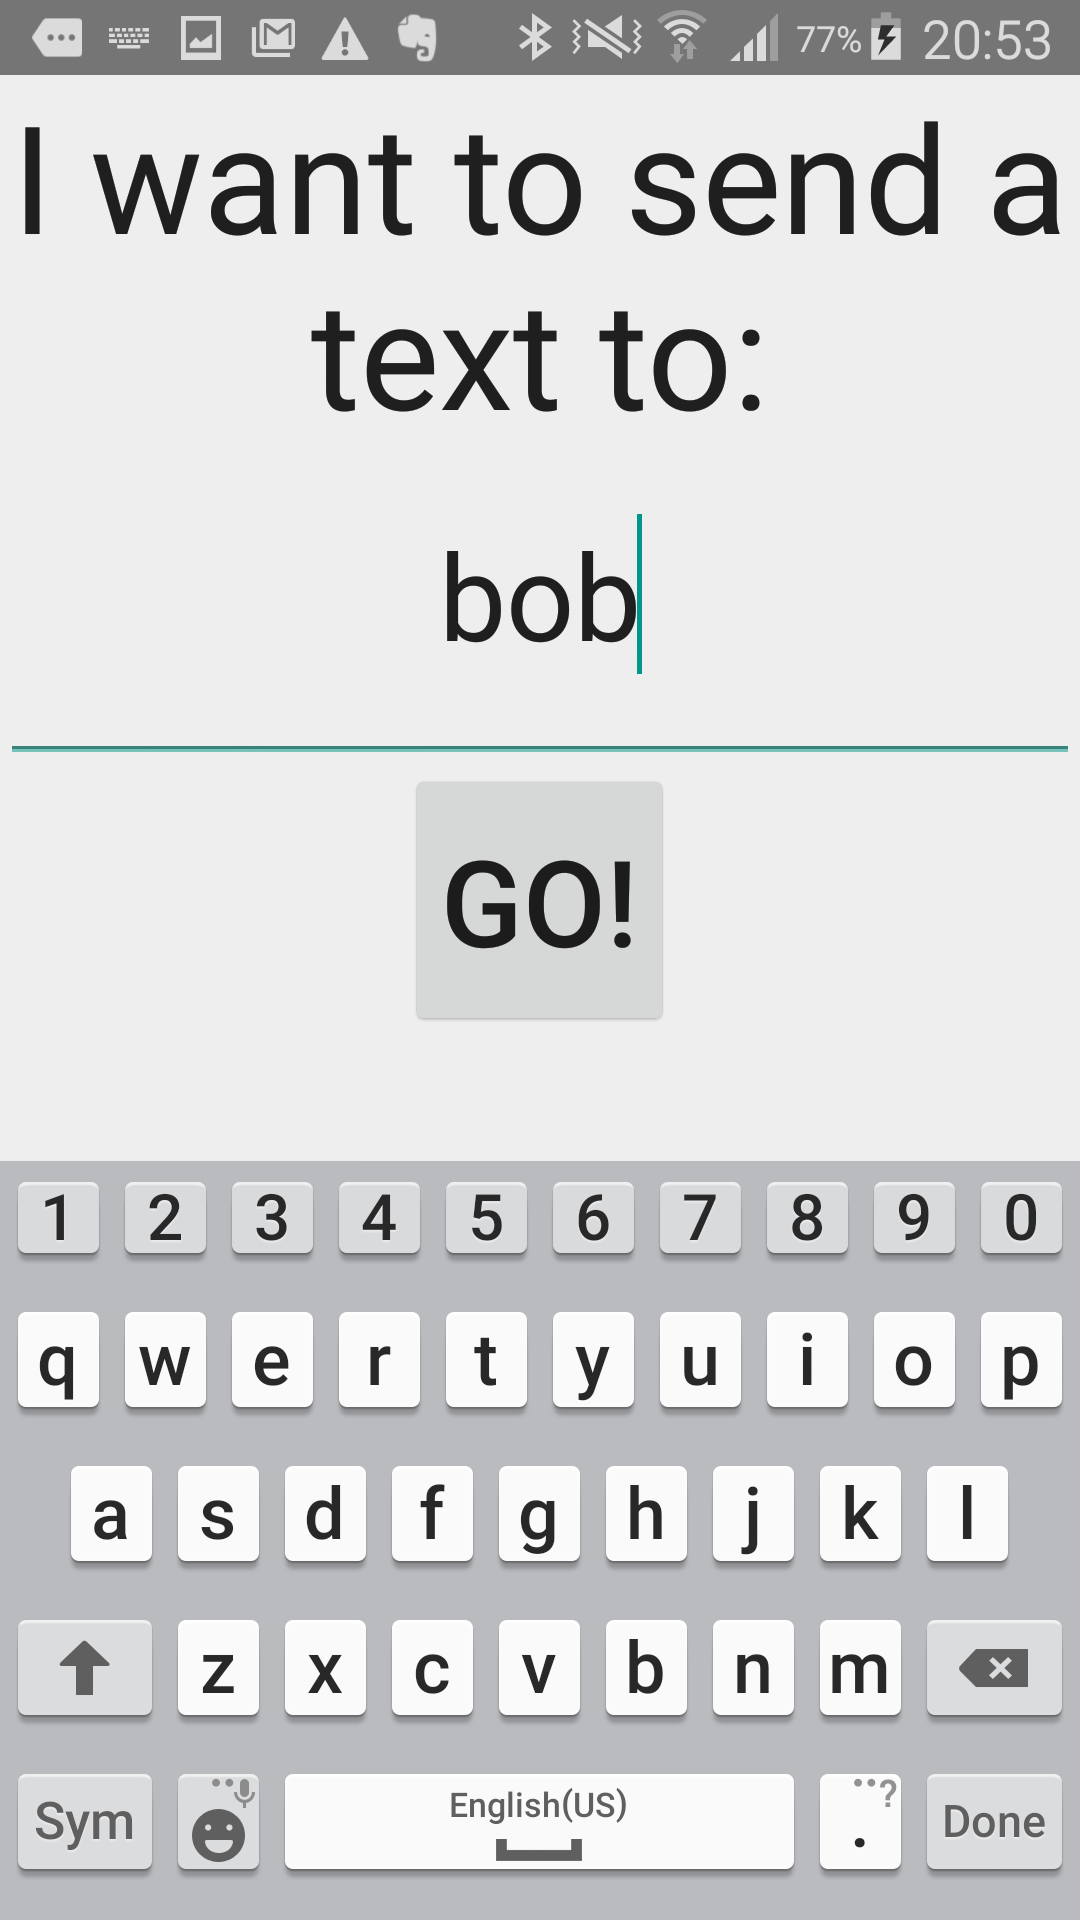 77% 20:53
I want to send a
text to:
bob
GO!
1 2 3 4 5 6 7 8 9 0
q w e r t y u i o p
a s d f g h j k l
z x c v b n m
Sym English(US) . ? Done